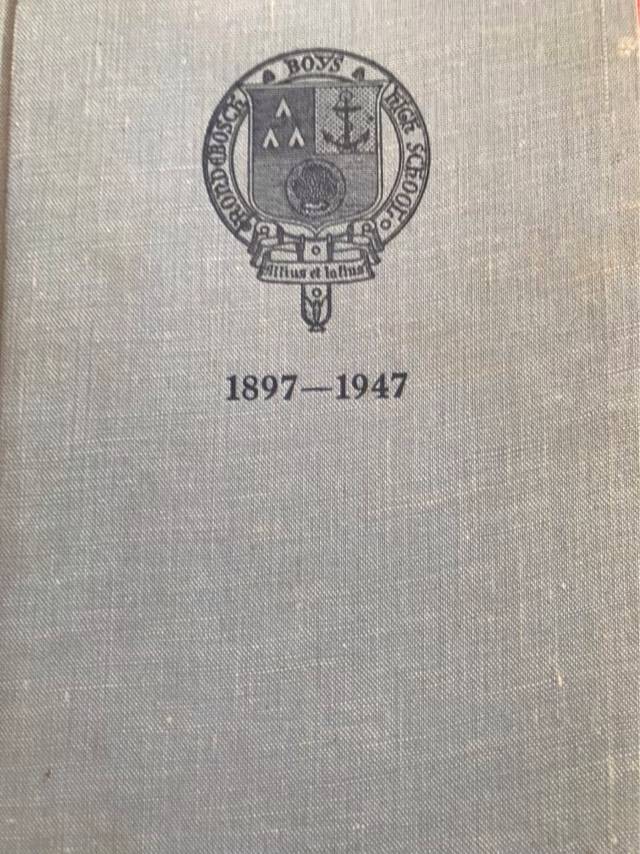 RONDEBOSCH BOYS HIGH SCHOOL
Altius et latius
1897—1947